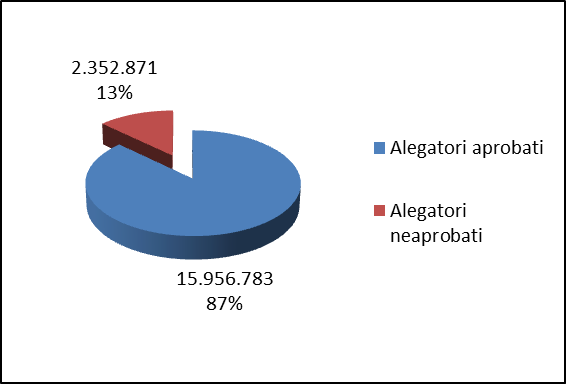 2.352.871
13%
Alegatori aprobati
Alegatori
neaprobati
15.956.783
87%